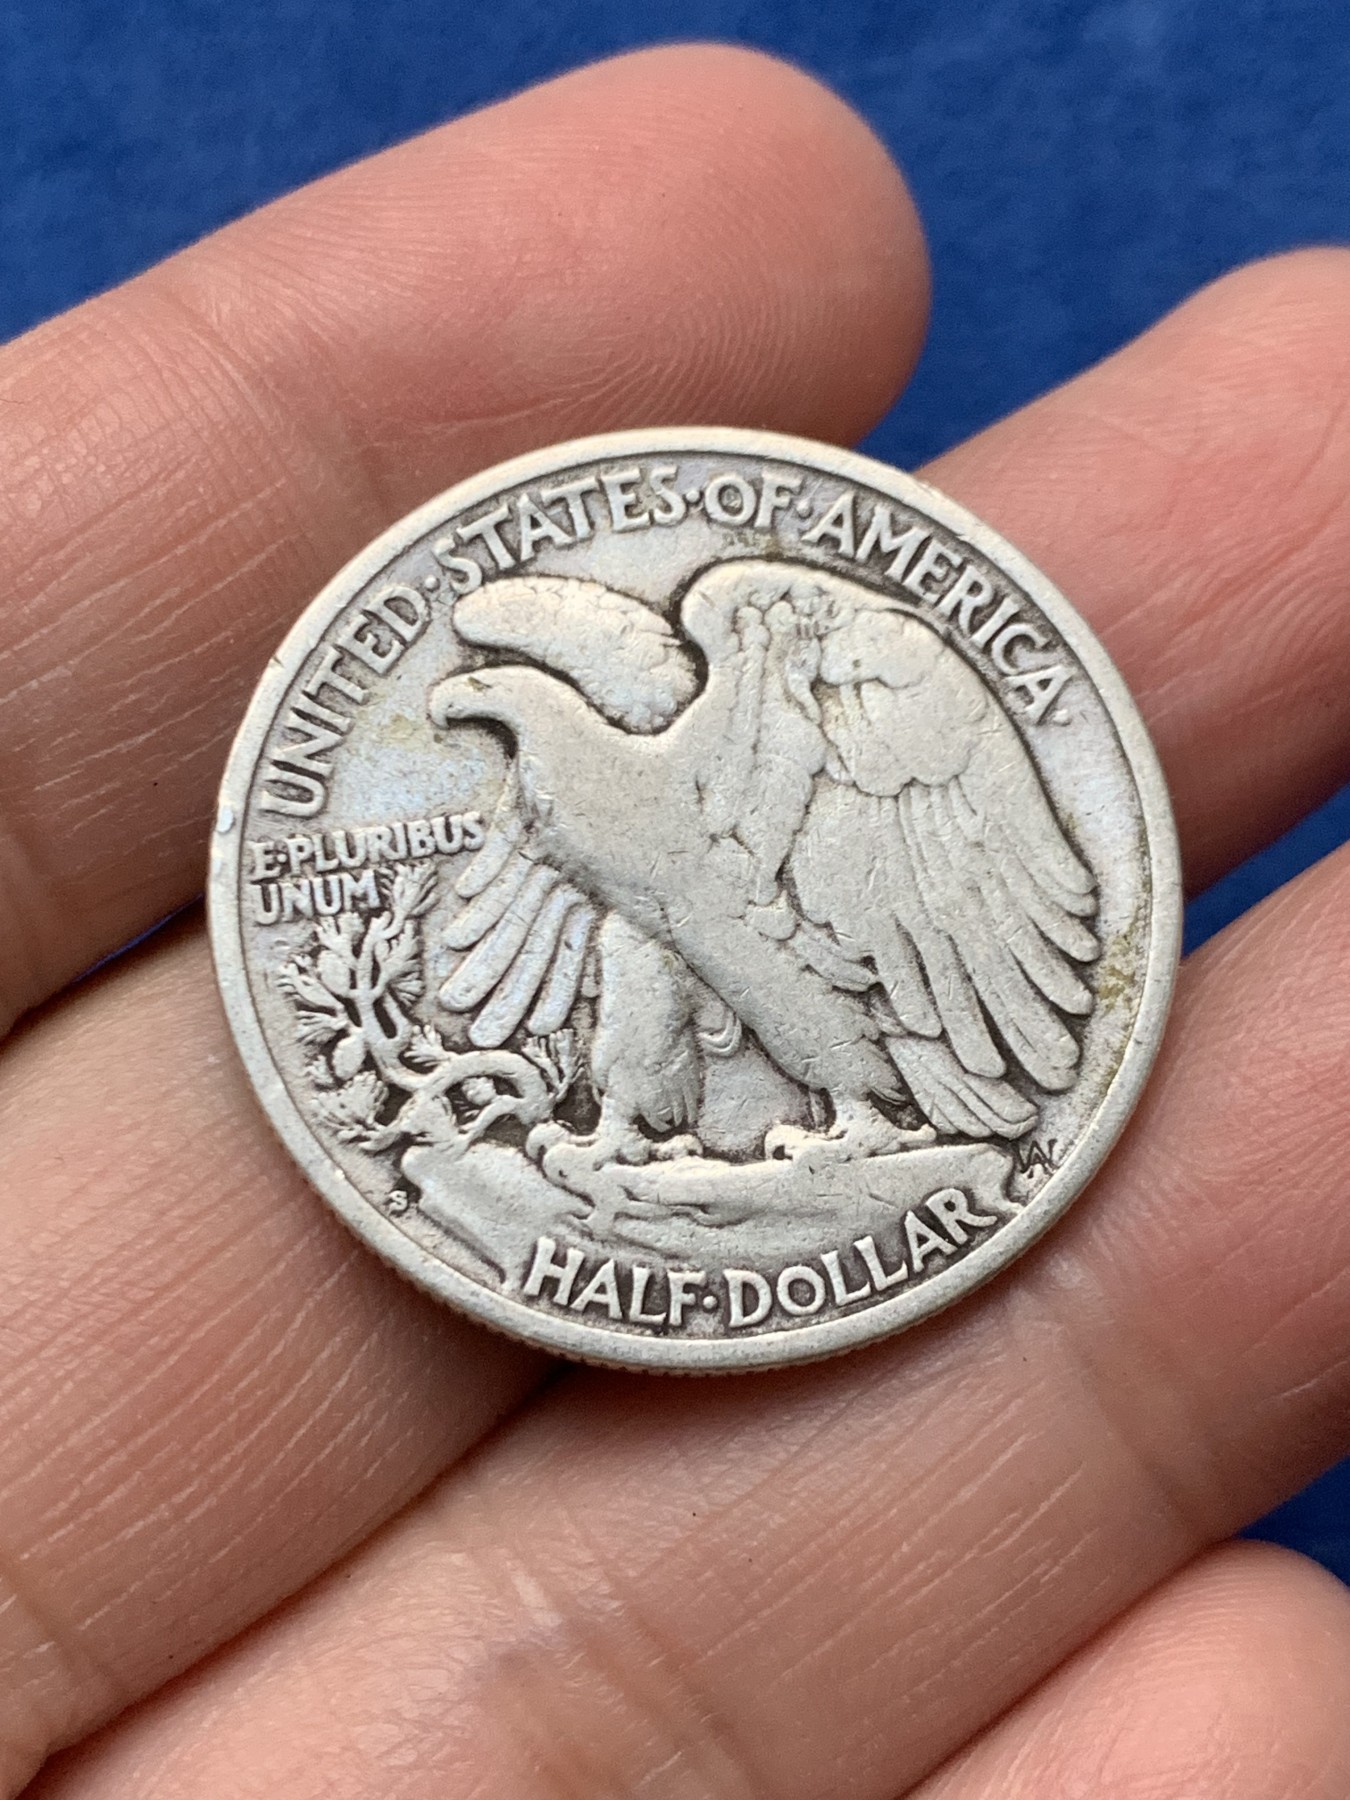 UNITED·STATES·OF·AMERICA
E·PLURIBUS
UNUM
S
AW
HALF·DOLLAR